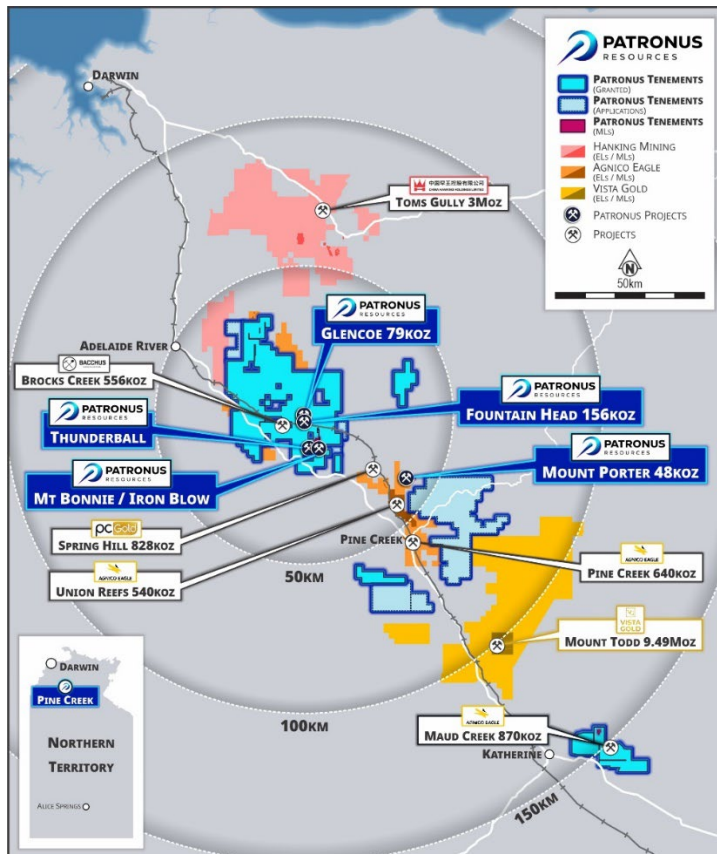 DARWIN
PATRONUS
RESOURCES
PATRONUS TENEMENTS
(GRANTED)
PATRONUS TENEMENTS
(APPLICATIONS)
PATRONUS TENEMENTS
(MLs)
HANKING MINING
(ELs / MLs)
AGNICO EAGLE
(ELs / MLs)
VISTA GOLD
(ELs / MLs)
PATRONUS PROJECTS
PROJECTS
N
50km
TOMS GULLY 3MOZ
PATRONUS
RESOURCES
GLENCOE 79KOZ
ADELAIDE RIVER
BACCHUS
BROCKS CREEK 556KOZ
PATRONUS
RESOURCES
FOUNTAIN HEAD 156KOZ
PATRONUS
RESOURCES
THUNDERBALL
PATRONUS
RESOURCES
MOUNT PORTER 48KOZ
PATRONUS
RESOURCES
MT BONNIE / IRON BLOW
pcGold
SPRING HILL 828KOZ
PINE CREEK
AGNICO EAGLE
UNION REEFS 540KOZ
AGNICO EAGLE
PINE CREEK 640KOZ
50KM
VISTA
GOLD
MOUNT TODD 9.49MOZ
100KM
AGNICO EAGLE
MAUD CREEK 870KOZ
KATHERINE
150KM
DARWIN
PINE CREEK
NORTHERN
TERRITORY
ALICE SPRINGS